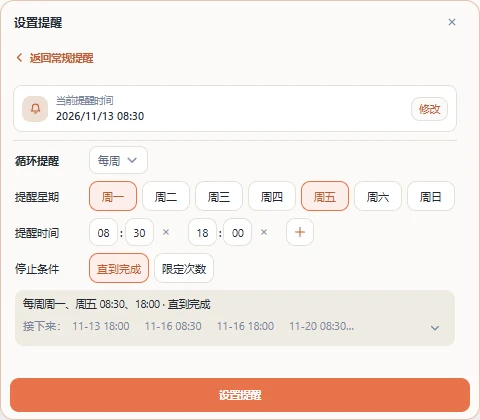 设置提醒 ×
返回常规提醒
当前提醒时间
2026/11/13 08:30 修改
循环提醒 每周
提醒星期 周一 周二 周三 周四 周五 周六 周日
提醒时间 08 : 30 × 18 : 00 × +
停止条件 直到完成 限定次数
每周周一、周五 08:30、18:00 · 直到完成
接下来: 11-13 18:00 11-16 08:30 11-16 18:00 11-20 08:30...
设置提醒